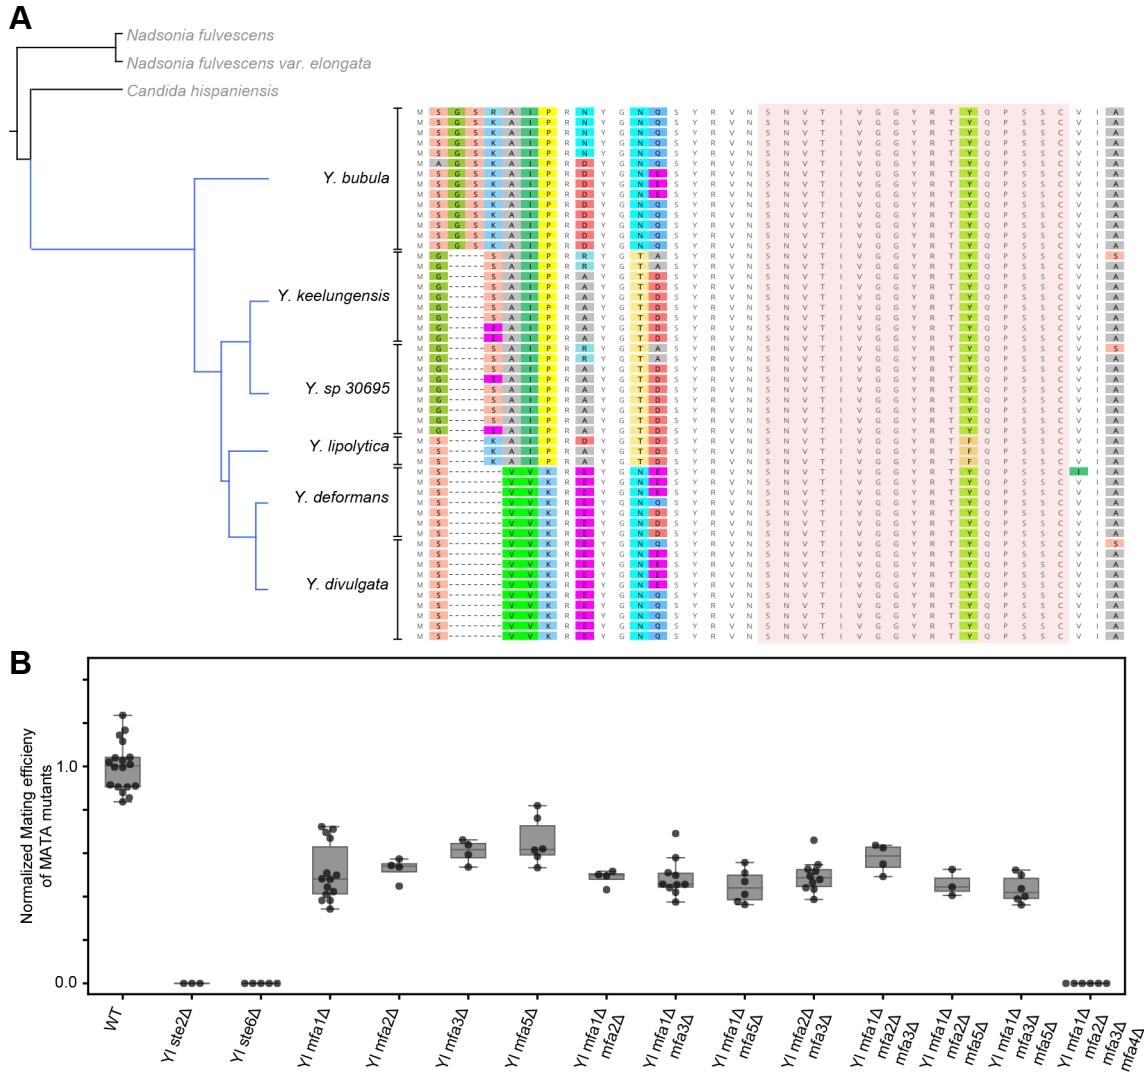 A
Nadsonia fulvescens
Nadsonia fulvescens var. elongata
Candida hispaniensis
Y. bubula
M S G S R A I P R N Y G N Q S Y R V N S N V T I V G G Y R T Y Q P S S C V I A
M S G S K A I P R N Y G N Q S Y R V N S N V T I V G G Y R T Y Q P S S C V I A
M S G S K A I P R N Y G N Q S Y R V N S N V T I V G G Y R T Y Q P S S C V I A
M S G S K A I P R N Y G N Q S Y R V N S N V T I V G G Y R T Y Q P S S C V I A
M S G S K A I P R N Y G N Q S Y R V N S N V T I V G G Y R T Y Q P S S C V I A
M A G S K A I P R D Y G N Q S Y R V N S N V T I V G G Y R T Y Q P S S C V I A
M S G S K A I P R D Y G N E S Y R V N S N V T I V G G Y R T Y Q P S S C V I A
M S G S K A I P R D Y G N E S Y R V N S N V T I V G G Y R T Y Q P S S C V I A
M S G S K A I P R D Y G N E S Y R V N S N V T I V G G Y R T Y Q P S S C V I A
M S G S K A I P R D Y G N Q S Y R V N S N V T I V G G Y R T Y Q P S S C V I A
M S G S K A I P R D Y G N Q S Y R V N S N V T I V G G Y R T Y Q P S S C V I A
M S G S K A I P R D Y G N Q S Y R V N S N V T I V G G Y R T Y Q P S S C V I A
M S G S K A I P R D Y G N Q S Y R V N S N V T I V G G Y R T Y Q P S S C V I A
M S G S K A I P R D Y G N Q S Y R V N S N V T I V G G Y R T Y Q P S S C V I A
Y. keelungensis
M G ------ S A I P R R Y G T A S Y R V N S N V T I V G G Y R T Y Q P S S C V I S
M G ------ S A I P R R Y G T A S Y R V N S N V T I V G G Y R T Y Q P S S C V I A
M G ------ S A I P R A Y G T D S Y R V N S N V T I V G G Y R T Y Q P S S C V I A
M G ------ S A I P R A Y G T D S Y R V N S N V T I V G G Y R T Y Q P S S C V I A
M G ------ S A I P R A Y G T D S Y R V N S N V T I V G G Y R T Y Q P S S C V I A
M G ------ S A I P R A Y G T D S Y R V N S N V T I V G G Y R T Y Q P S S C V I A
M G ------ S A I P R A Y G T D S Y R V N S N V T I V G G Y R T Y Q P S S C V I A
M G ------ E A I P R A Y G T D S Y R V N S N V T I V G G Y R T Y Q P S S C V I A
M G ------ E A I P R A Y G T D S Y R V N S N V T I V G G Y R T Y Q P S S C V I A
Y. sp 30695
M G ------ S A I P R R Y G T A S Y R V N S N V T I V G G Y R T Y Q P S S C V I S
M G ------ S A I P R R Y G T A S Y R V N S N V T I V G G Y R T Y Q P S S C V I A
M G ------ S A I P R A Y G T D S Y R V N S N V T I V G G Y R T Y Q P S S C V I A
M G ------ E A I P R A Y G T D S Y R V N S N V T I V G G Y R T Y Q P S S C V I A
M G ------ S A I P R A Y G T D S Y R V N S N V T I V G G Y R T Y Q P S S C V I A
M G ------ S A I P R A Y G T D S Y R V N S N V T I V G G Y R T Y Q P S S C V I A
M G ------ S A I P R A Y G T D S Y R V N S N V T I V G G Y R T Y Q P S S C V I A
M G ------ S A I P R A Y G T D S Y R V N S N V T I V G G Y R T Y Q P S S C V I A
M G ------ E A I P R A Y G T D S Y R V N S N V T I V G G Y R T Y Q P S S C V I A
Y. lipolytica
M S ------ K A I P R D Y G T D S Y R V N S N V T I V G G Y R T F Q P S S C V I A
M S ------ K A I P R A Y G T D S Y R V N S N V T I V G G Y R T F Q P S S C V I A
M S ------ K A I P R A Y G T D S Y R V N S N V T I V G G Y R T F Q P S S C V I A
Y. deformans
M S --------- V V K R E Y G N E S Y R V N S N V T I V G G Y R T Y Q P S S C I I A
M S --------- V V K R E Y G N E S Y R V N S N V T I V G G Y R T Y Q P S S C V I A
M S --------- V V K R E Y G N E S Y R V N S N V T I V G G Y R T Y Q P S S C V I A
M S --------- V V K R E Y G N Q S Y R V N S N V T I V G G Y R T Y Q P S S C V I A
M S --------- V V K R E Y G N D S Y R V N S N V T I V G G Y R T Y Q P S S C V I A
M S --------- V V K R E Y G N D S Y R V N S N V T I V G G Y R T Y Q P S S C V I A
M S --------- V V K R E Y G N D S Y R V N S N V T I V G G Y R T Y Q P S S C V I A
Y. divulgata
M S --------- V V K R E Y G N Q S Y R V N S N V T I V G G Y R T Y Q P S S C V I S
M S --------- V V K R E Y G N E S Y R V N S N V T I V G G Y R T Y Q P S S C V I A
M S --------- V V K R E Y G N E S Y R V N S N V T I V G G Y R T Y Q P S S C V I A
M S --------- V V K R E Y G N E S Y R V N S N V T I V G G Y R T Y Q P S S C V I A
M S --------- V V K R E Y G N E S Y R V N S N V T I V G G Y R T Y Q P S S C V I A
M S --------- V V K R E Y G N Q S Y R V N S N V T I V G G Y R T Y Q P S S C V I A
M S --------- V V K R E Y G N Q S Y R V N S N V T I V G G Y R T Y Q P S S C V I A
M S --------- V V K R E Y G N Q S Y R V N S N V T I V G G Y R T Y Q P S S C V I A
M S --------- V V K R E Y G N Q S Y R V N S N V T I V G G Y R T Y Q P S S C V I A
M S --------- V V K R E Y G N Q S Y R V N S N V T I V G G Y R T Y Q P S S C V I A
B
Normalized Mating efficieny
of MATA mutants
1.0
0.0
WT
Yl ste2Δ
Yl ste6Δ
Yl mfa1Δ
Yl mfa2Δ
Yl mfa3Δ
Yl mfa5Δ
Yl mfa1Δ
mfa2Δ
Yl mfa1Δ
mfa3Δ
Yl mfa1Δ
mfa5Δ
Yl mfa2Δ
mfa3Δ
Yl mfa1Δ
mfa2Δ
mfa3Δ
Yl mfa1Δ
mfa2Δ
mfa5Δ
Yl mfa1Δ
mfa3Δ
mfa5Δ
Yl mfa1Δ
mfa2Δ
mfa3Δ
mfa4Δ